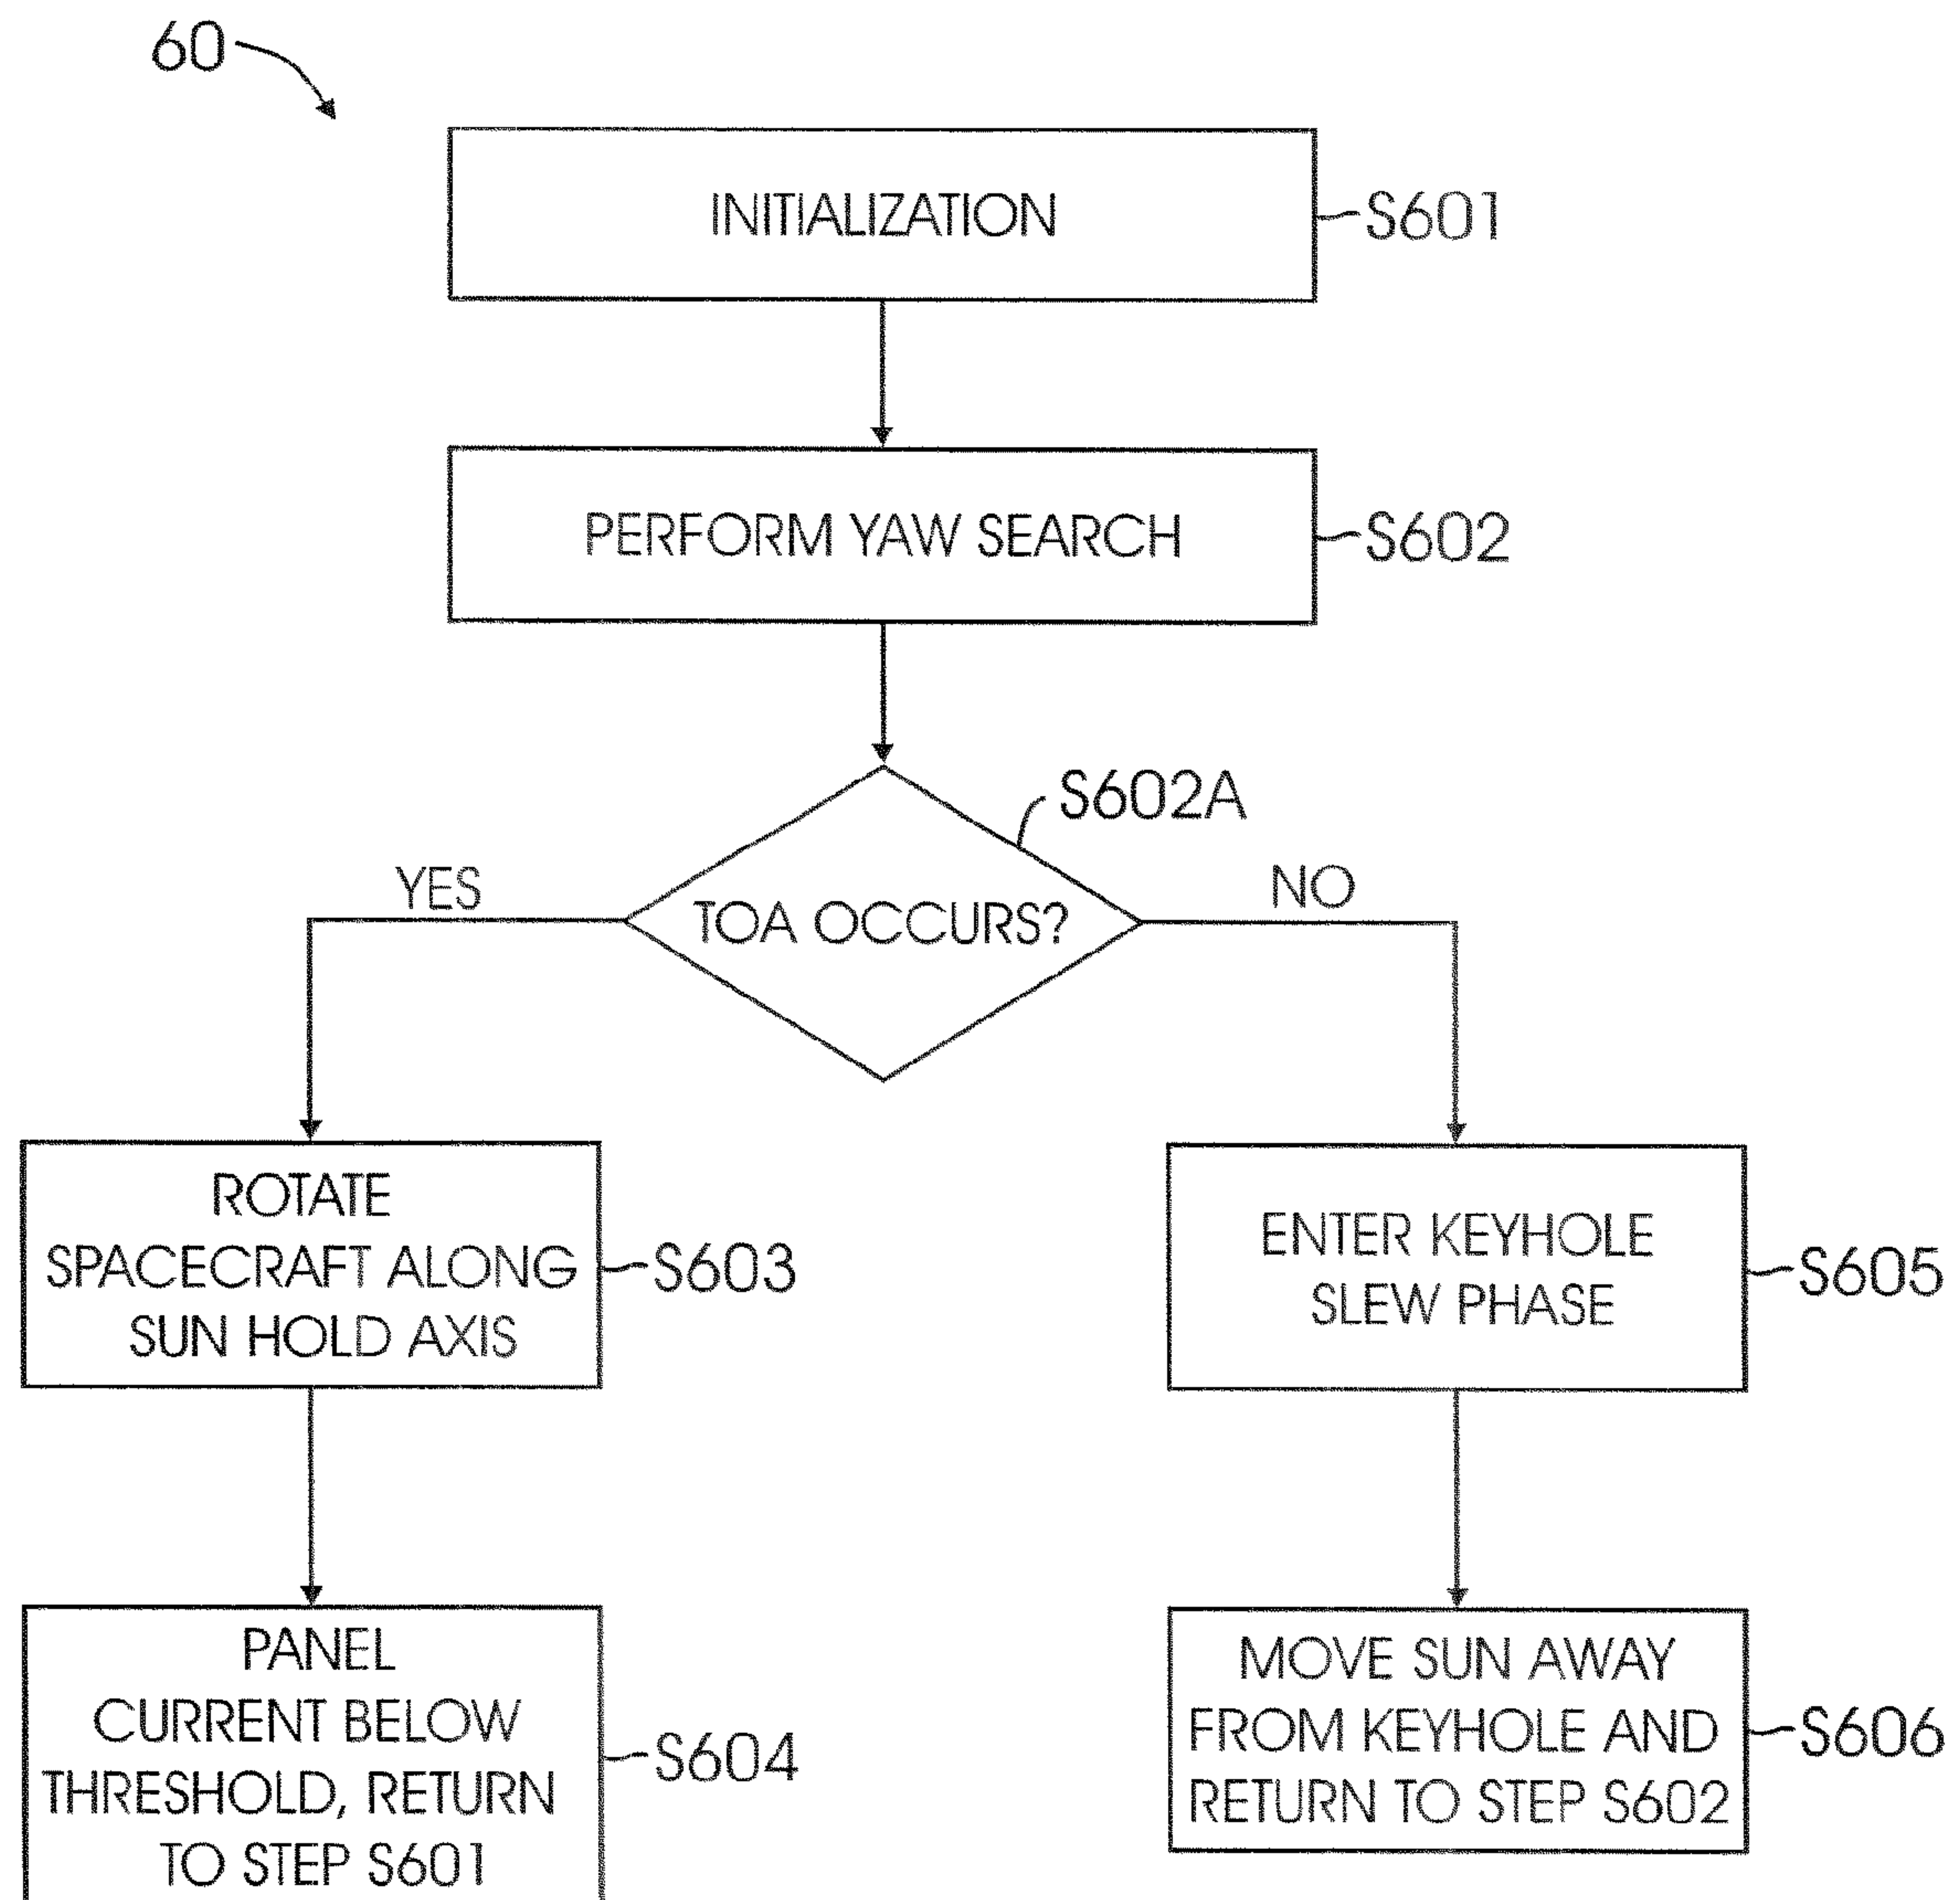 60
INITIALIZATION
S601
PERFORM YAW SEARCH
S602
S602A
YES
TOA OCCURS?
NO
ROTATE
SPACECRAFT ALONG
SUN HOLD AXIS
S603
ENTER KEYHOLE
SLEW PHASE
S605
PANEL
CURRENT BELOW
THRESHOLD, RETURN
TO STEP S601
S604
MOVE SUN AWAY
FROM KEYHOLE AND
RETURN TO STEP S602
S606